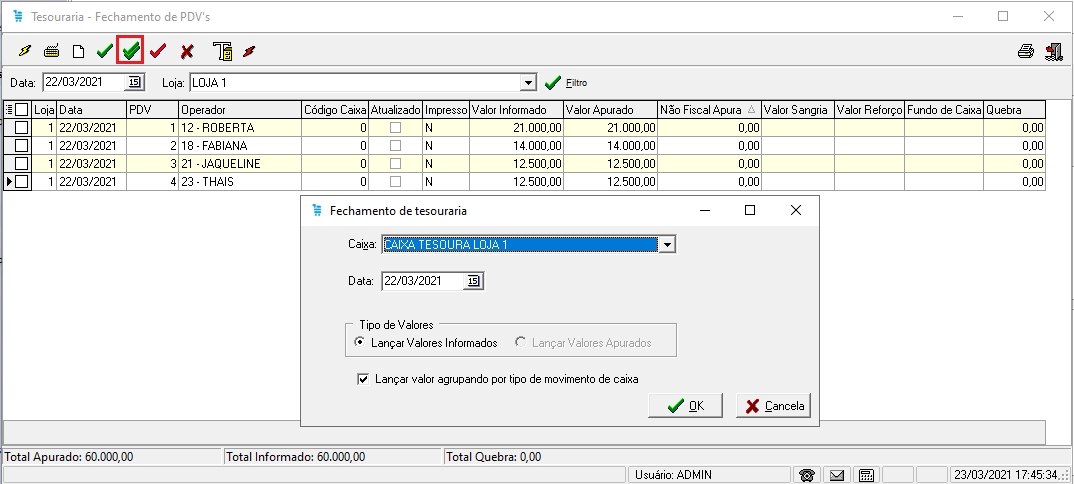 Tesouraria - Fechamento de PDV's
Data: 22/03/2021 15 Loja: LOJA 1 Filtro
Loja Data PDV Operador Código Caixa Atualizado Impresso Valor Informado Valor Apurado Não Fiscal Apura Valor Sangria Valor Reforço Fundo de Caixa Quebra
1 22/03/2021 1 12 - ROBERTA 0 N 21.000,00 21.000,00 0,00 0,00
1 22/03/2021 2 18 - FABIANA 0 N 14.000,00 14.000,00 0,00 0,00
1 22/03/2021 3 21 - JAQUELINE 0 N 12.500,00 12.500,00 0,00 0,00
1 22/03/2021 4 23 - THAIS 0 N 12.500,00 12.500,00 0,00 0,00
Fechamento de tesouraria
Caixa: CAIXA TESOURA LOJA 1
Data: 22/03/2021 15
Tipo de Valores
Lançar Valores Informados Lançar Valores Apurados
Lançar valor agrupando por tipo de movimento de caixa
OK Cancela
Total Apurado: 60.000,00 Total Informado: 60.000,00 Total Quebra: 0,00
Usuário: ADMIN 23/03/2021 17:45:34